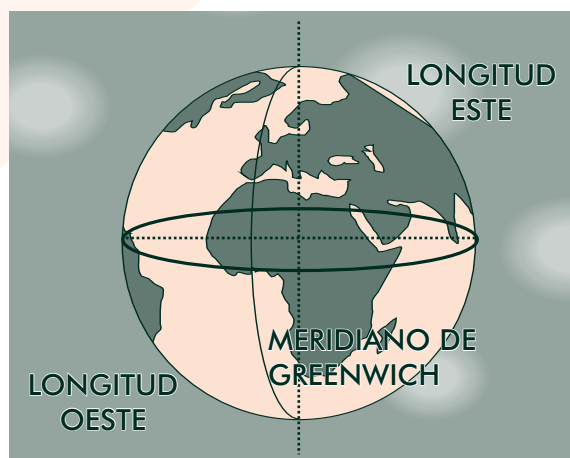 LONGITUD
ESTE
MERIDIANO DE
GREENWICH
LONGITUD
OESTE